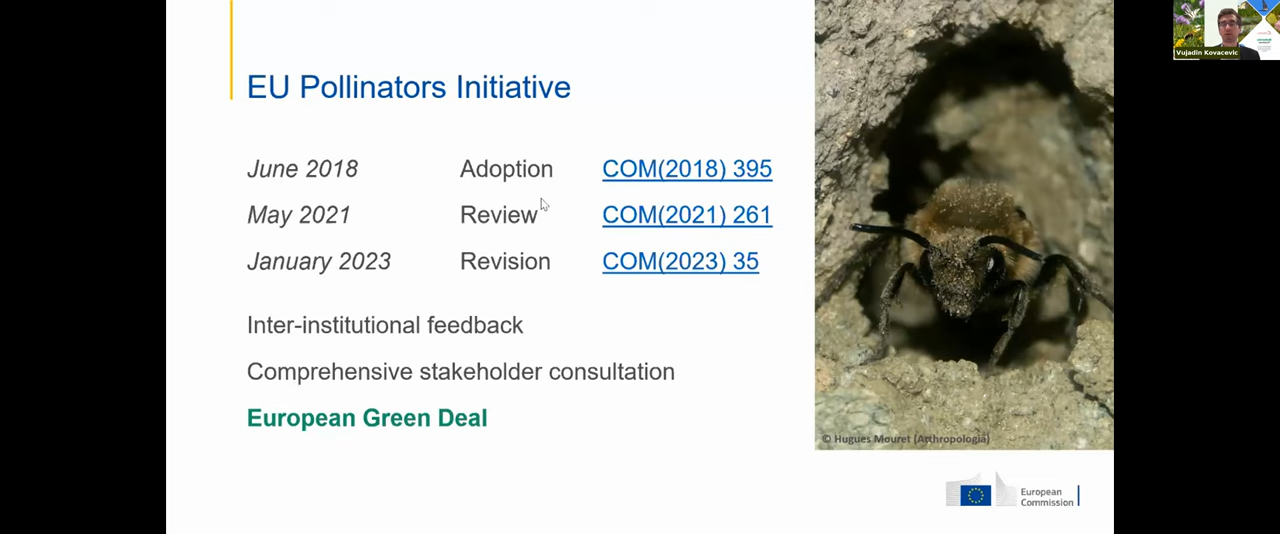 EU Pollinators Initiative
June 2018 Adoption COM(2018) 395
May 2021 Review COM(2021) 261
January 2023 Revision COM(2023) 35
Inter-institutional feedback
Comprehensive stakeholder consultation
European Green Deal
© Hugues Mouret (Arthropologia)
European
Commission
Vujadin Kovacevic